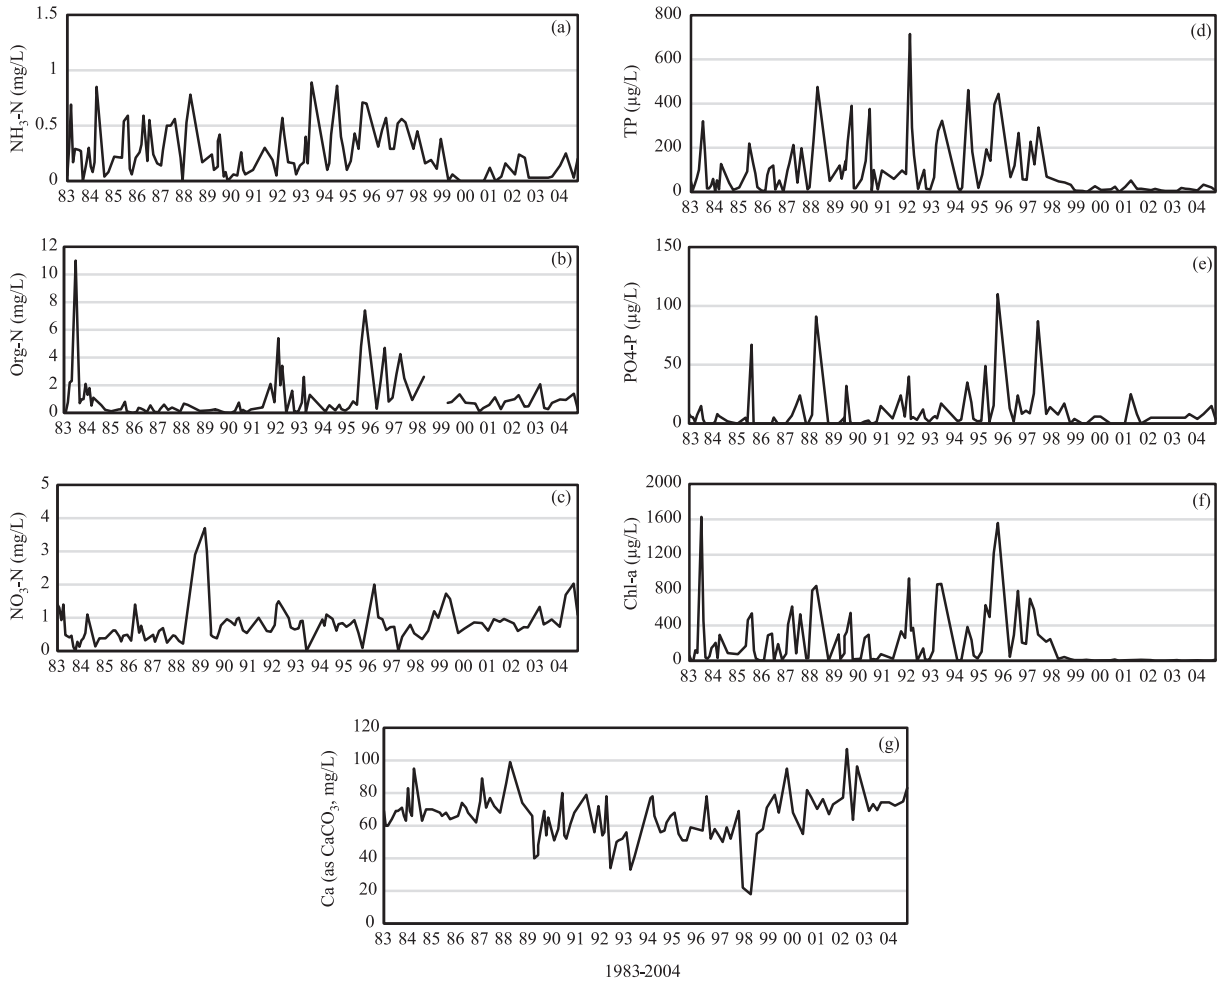 (a)
NH3-N (mg/L)
1.5
1
0.5
0
83 84 85 86 87 88 89 90 91 92 93 94 95 96 97 98 99 00 01 02 03 04
(b)
Org-N (mg/L)
12
10
8
6
4
2
0
83 84 85 86 87 88 89 90 91 92 93 94 95 96 97 98 99 00 01 02 03 04
(c)
NO3-N (mg/L)
5
4
3
2
1
0
83 84 85 86 87 88 89 90 91 92 93 94 95 96 97 98 99 00 01 02 03 04
(d)
TP (µg/L)
800
600
400
200
0
83 84 85 86 87 88 89 90 91 92 93 94 95 96 97 98 99 00 01 02 03 04
(e)
PO4-P (µg/L)
150
100
50
0
83 84 85 86 87 88 89 90 91 92 93 94 95 96 97 98 99 00 01 02 03 04
(f)
Chl-a (µg/L)
2000
1600
1200
800
400
0
83 84 85 86 87 88 89 90 91 92 93 94 95 96 97 98 99 00 01 02 03 04
(g)
Ca (as CaCO3, mg/L)
120
100
80
60
40
20
0
83 84 85 86 87 88 89 90 91 92 93 94 95 96 97 98 99 00 01 02 03 04
1983-2004